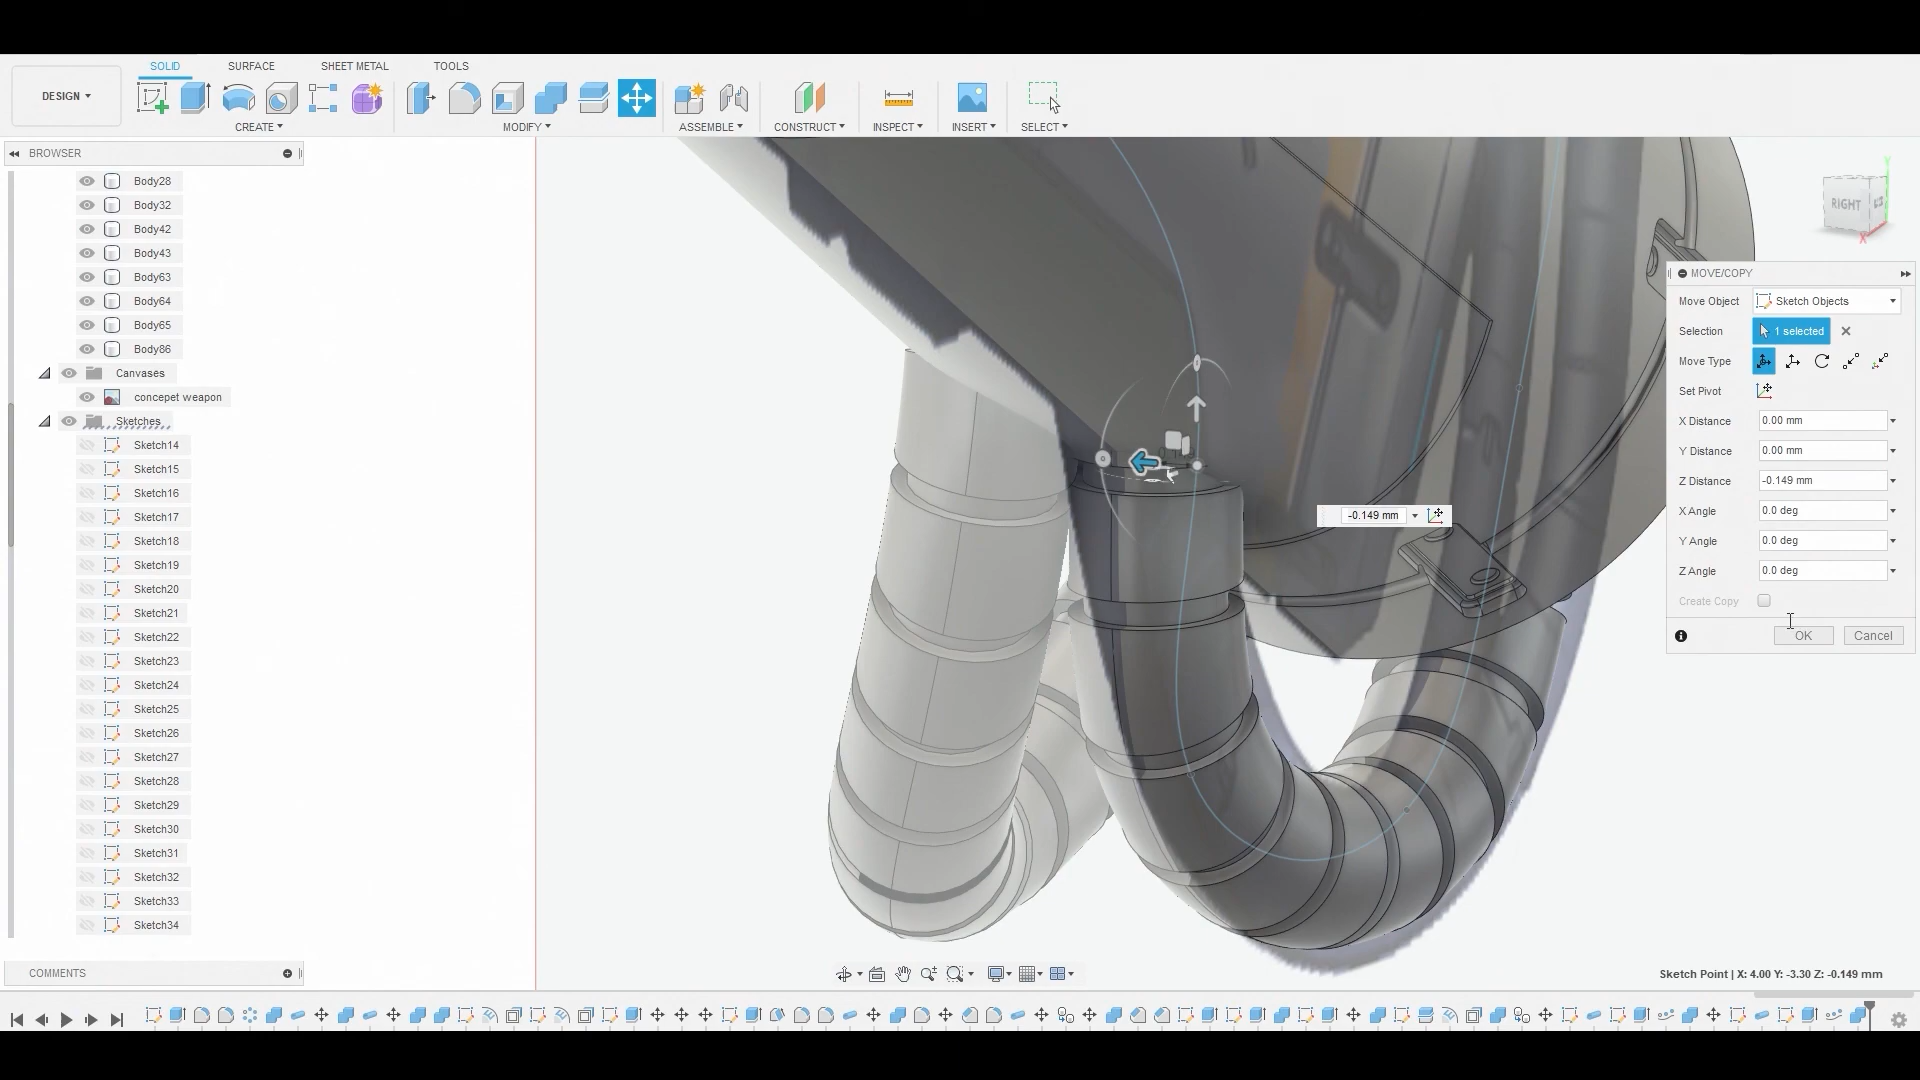 SOLID SURFACE SHEET METAL TOOLS
DESIGN
CREATE MODIFY ASSEMBLE CONSTRUCT INSPECT INSERT SELECT
BROWSER
Body28
Body32
Body42
Body43
Body63
Body64
Body65
Body86
Canvases
concepet weapon
Sketches
Sketch14
Sketch15
Sketch16
Sketch17
Sketch18
Sketch19
Sketch20
Sketch21
Sketch22
Sketch23
Sketch24
Sketch25
Sketch26
Sketch27
Sketch28
Sketch29
Sketch30
Sketch31
Sketch32
Sketch33
Sketch34
COMMENTS
Y
RIGHT
X
-0.149 mm
MOVE/COPY
Move Object Sketch Objects
Selection 1 selected
Move Type
Set Pivot
X Distance 0.00 mm
Y Distance 0.00 mm
Z Distance -0.149 mm
X Angle 0.0 deg
Y Angle 0.0 deg
Z Angle 0.0 deg
Create Copy
OK Cancel
Sketch Point | X: 4.00 Y: -3.30 Z: -0.149 mm